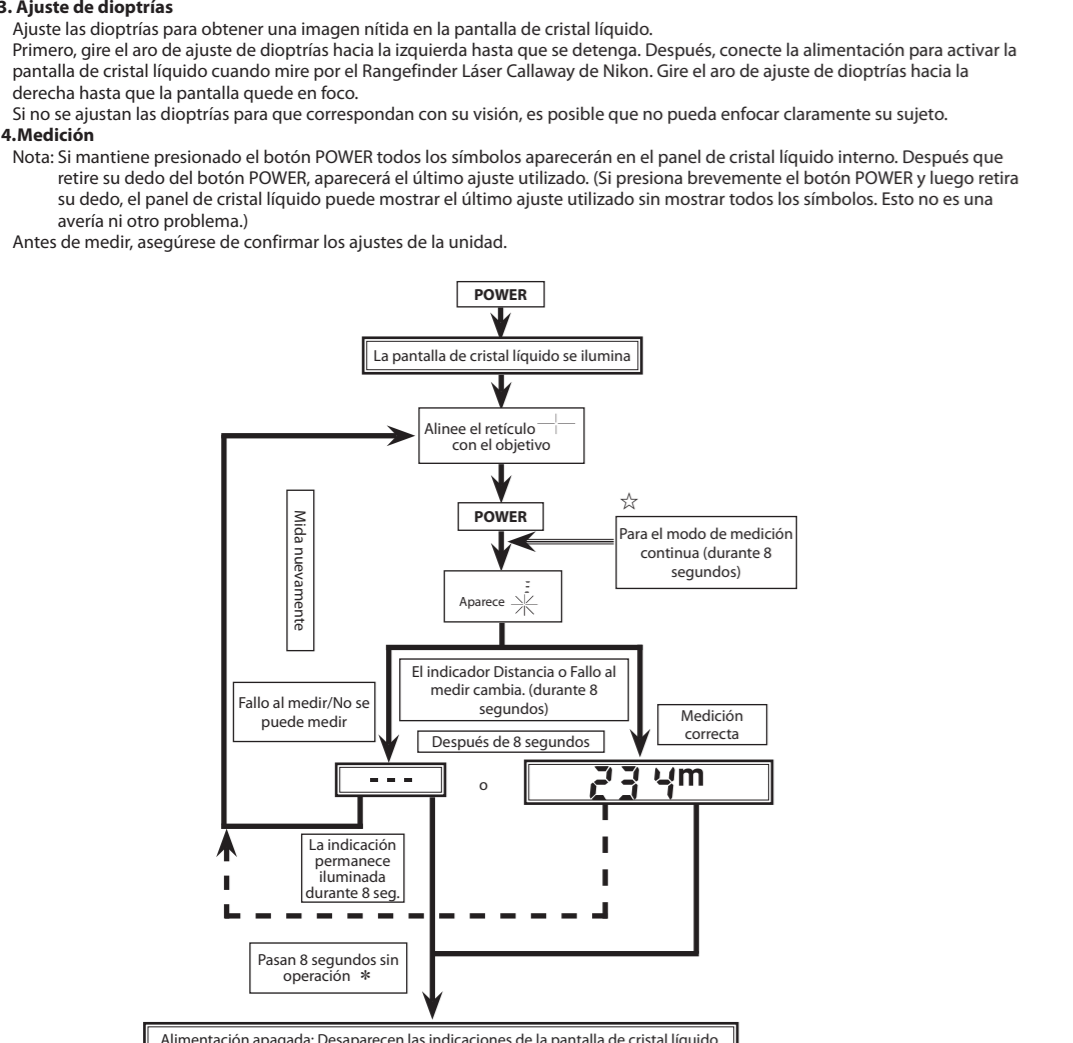 3. Ajuste de dioptrías
Ajuste las dioptrías para obtener una imagen nítida en la pantalla de cristal líquido.
Primero, gire el aro de ajuste de dioptrías hacia la izquierda hasta que se detenga. Después, conecte la alimentación para activar la
pantalla de cristal líquido cuando mire por el Rangefinder Láser Callaway de Nikon. Gire el aro de ajuste de dioptrías hacia la
derecha hasta que la pantalla quede en foco.
Si no se ajustan las dioptrías para que correspondan con su visión, es posible que no pueda enfocar claramente su sujeto.
4.Medición
Nota: Si mantiene presionado el botón POWER todos los símbolos aparecerán en el panel de cristal líquido interno. Después que
retire su dedo del botón POWER, aparecerá el último ajuste utilizado. (Si presiona brevemente el botón POWER y luego retira
su dedo, el panel de cristal líquido puede mostrar el último ajuste utilizado sin mostrar todos los símbolos. Esto no es una
avería ni otro problema.)
Antes de medir, asegúrese de confirmar los ajustes de la unidad.
POWER
La pantalla de cristal líquido se ilumina
Alinee el retículo
con el objetivo
POWER
☆
Para el modo de medición
continua (durante 8
segundos)
Mida nuevamente
Aparece
El indicador Distancia o Fallo al
medir cambia. (durante 8
segundos)
Fallo al medir/No se
puede medir
Medición
correcta
Después de 8 segundos
- - -
o
234m
La indicación
permanece
iluminada
durante 8 seg.
Pasan 8 segundos sin
operación *
Alimentación apagada: Desaparecen las indicaciones de la pantalla de cristal líquido